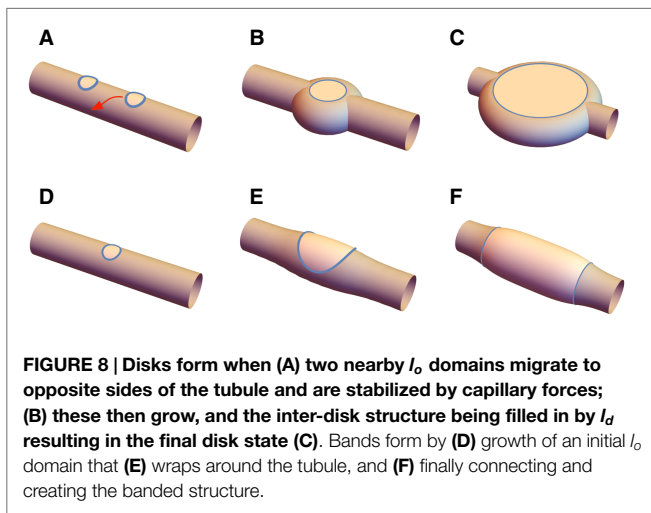 A
B
C
D
E
F
FIGURE 8 | Disks form when (A) two nearby lo domains migrate to
opposite sides of the tubule and are stabilized by capillary forces;
(B) these then grow, and the inter-disk structure being filled in by ld
resulting in the final disk state (C). Bands form by (D) growth of an initial lo
domain that (E) wraps around the tubule, and (F) finally connecting and
creating the banded structure.